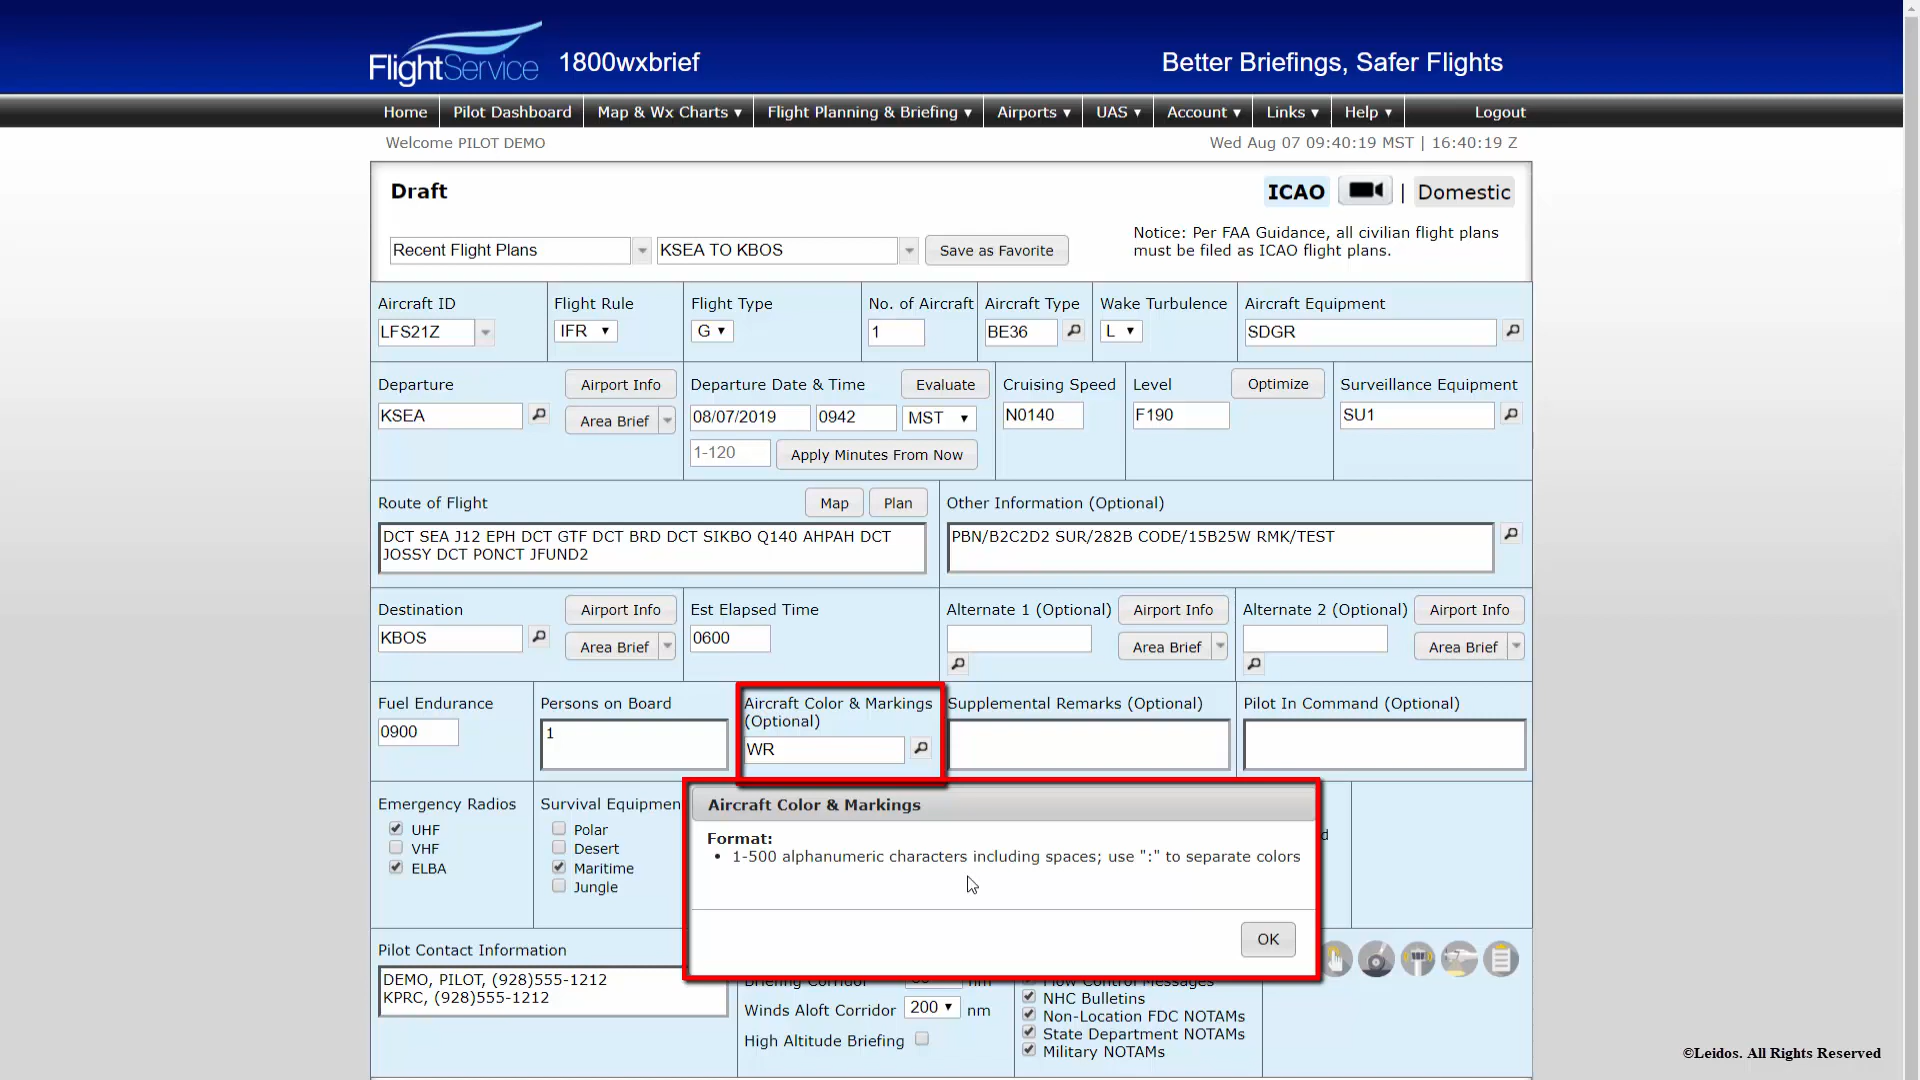 FlightService 1800wxbrief Better Briefings, Safer Flights
Home Pilot Dashboard Map & Wx Charts ▾ Flight Planning & Briefing ▾ Airports ▾ UAS ▾ Account ▾ Links ▾ Help ▾ Logout
Welcome PILOT DEMO Wed Aug 07 09:40:19 MST | 16:40:19 Z
Draft ICAO | Domestic
Notice: Per FAA Guidance, all civilian flight plans
must be filed as ICAO flight plans.
Recent Flight Plans KSEA TO KBOS Save as Favorite
Aircraft ID Flight Rule Flight Type No. of Aircraft Aircraft Type Wake Turbulence Aircraft Equipment
LFS21Z IFR G 1 BE36 L SDGR
Departure Airport Info Departure Date & Time Evaluate Cruising Speed Level Optimize Surveillance Equipment
KSEA Area Brief 08/07/2019 0942 MST N0140 F190 SU1
1-120 Apply Minutes From Now
Route of Flight Map Plan Other Information (Optional)
DCT SEA J12 EPH DCT GTF DCT BRD DCT SIKBO Q140 AHPAH DCT
JOSSY DCT PONCT JFUND2
PBN/B2C2D2 SUR/282B CODE/15B25W RMK/TEST
Destination Airport Info Est Elapsed Time Alternate 1 (Optional) Airport Info Alternate 2 (Optional) Airport Info
KBOS Area Brief 0600 Area Brief Area Brief
Fuel Endurance Persons on Board Aircraft Color & Markings
(Optional) Supplemental Remarks (Optional) Pilot In Command (Optional)
0900 1 WR
Emergency Radios Survival Equipmen
UHF
VHF
ELBA
Polar
Desert
Maritime
Jungle
Aircraft Color & Markings
Format:
• 1-500 alphanumeric characters including spaces; use ":" to separate colors
OK
Pilot Contact Information
DEMO, PILOT, (928)555-1212
KPRC, (928)555-1212
Briefing Corridor nm
Winds Aloft Corridor 200 nm
High Altitude Briefing
Flow Control Messages
NHC Bulletins
Non-Location FDC NOTAMs
State Department NOTAMs
Military NOTAMs
©Leidos. All Rights Reserved